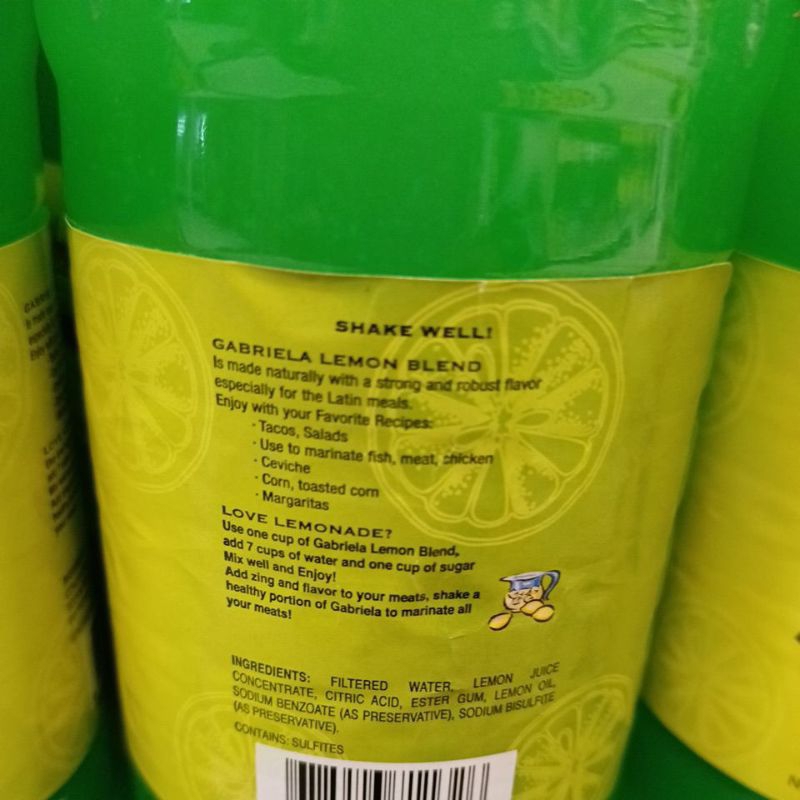 SHAKE WELL!
GABRIELA LEMON BLEND
Is made naturally with a strong and robust flavor
especially for the Latin meals.
Enjoy with your Favorite Recipes:
· Tacos, Salads
· Use to marinate fish, meat, chicken
· Ceviche
· Corn, toasted corn
· Margaritas
LOVE LEMONADE?
Use one cup of Gabriela Lemon Blend,
add 7 cups of water and one cup of sugar
Mix well and Enjoy!
Add zing and flavor to your meats, shake a
healthy portion of Gabriela to marinate all
your meats!
INGREDIENTS: FILTERED WATER, LEMON JUICE
CONCENTRATE, CITRIC ACID, ESTER GUM, LEMON OIL,
SODIUM BENZOATE (AS PRESERVATIVE), SODIUM BISULFITE
(AS PRESERVATIVE).
CONTAINS: SULFITES